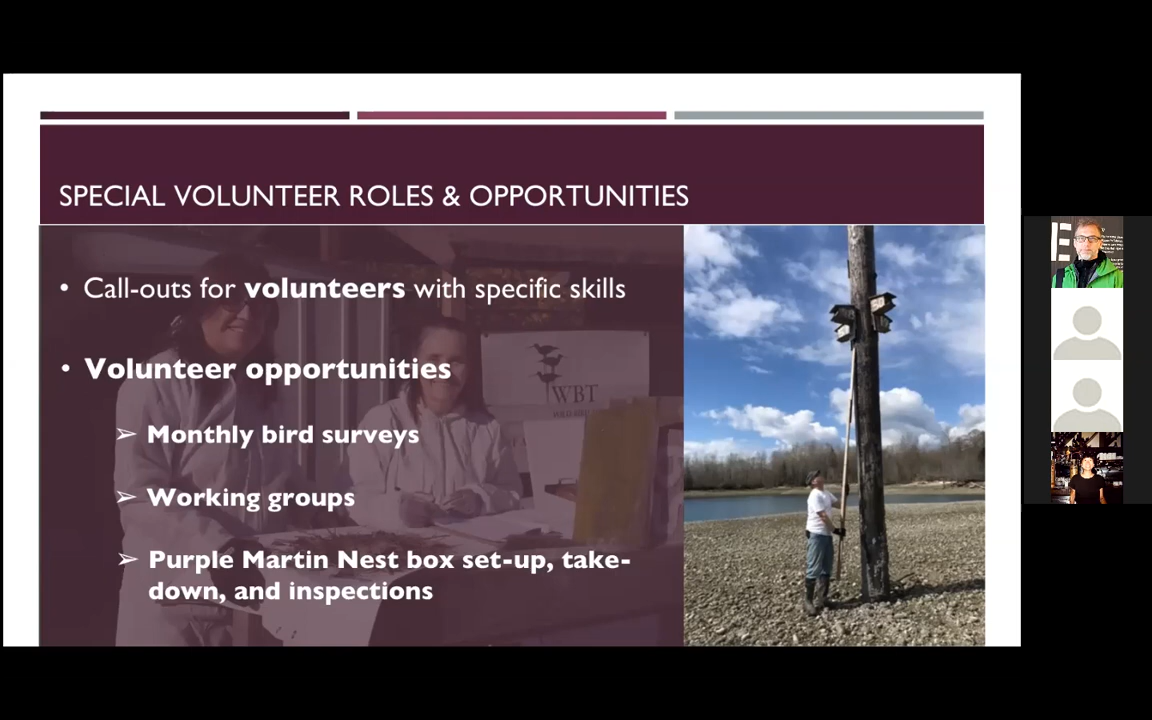 SPECIAL VOLUNTEER ROLES & OPPORTUNITIES
• Call-outs for volunteers with specific skills
• Volunteer opportunities
➢ Monthly bird surveys
➢ Working groups
➢ Purple Martin Nest box set-up, take-
down, and inspections
WBT